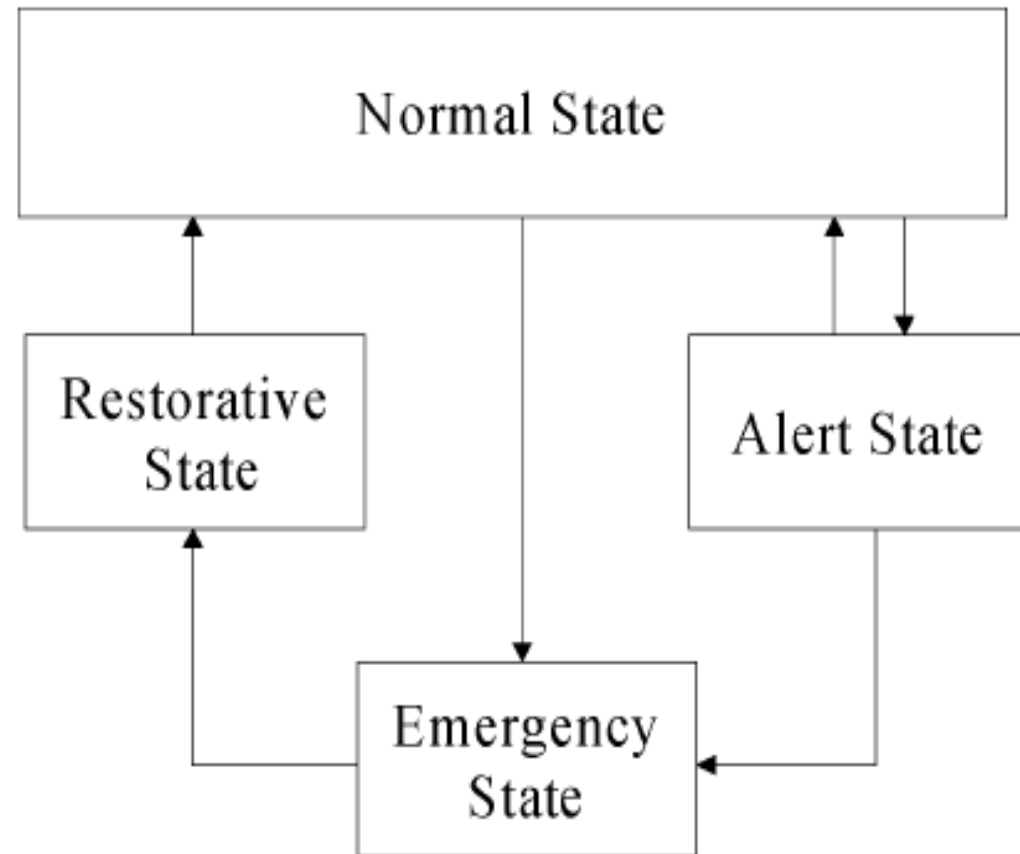 Normal State
Restorative
State
Alert State
Emergency
State